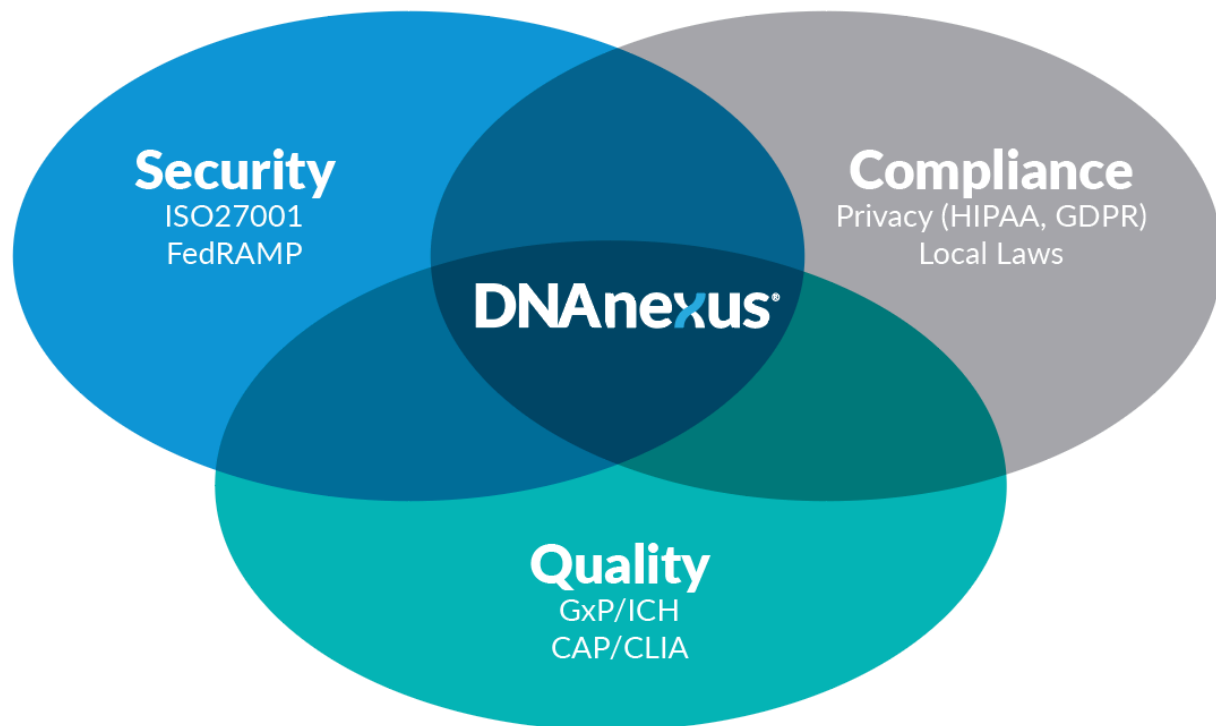 Security
ISO27001
FedRAMP
Compliance
Privacy (HIPAA, GDPR)
Local Laws
DNAnexus®
Quality
GxP/ICH
CAP/CLIA